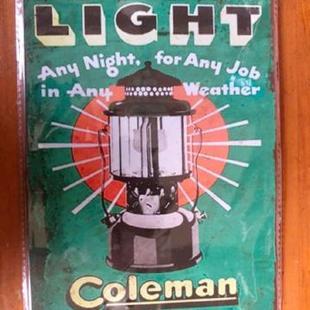 LIGHT
Any Night, for Any Job
in Any Weather
Coleman